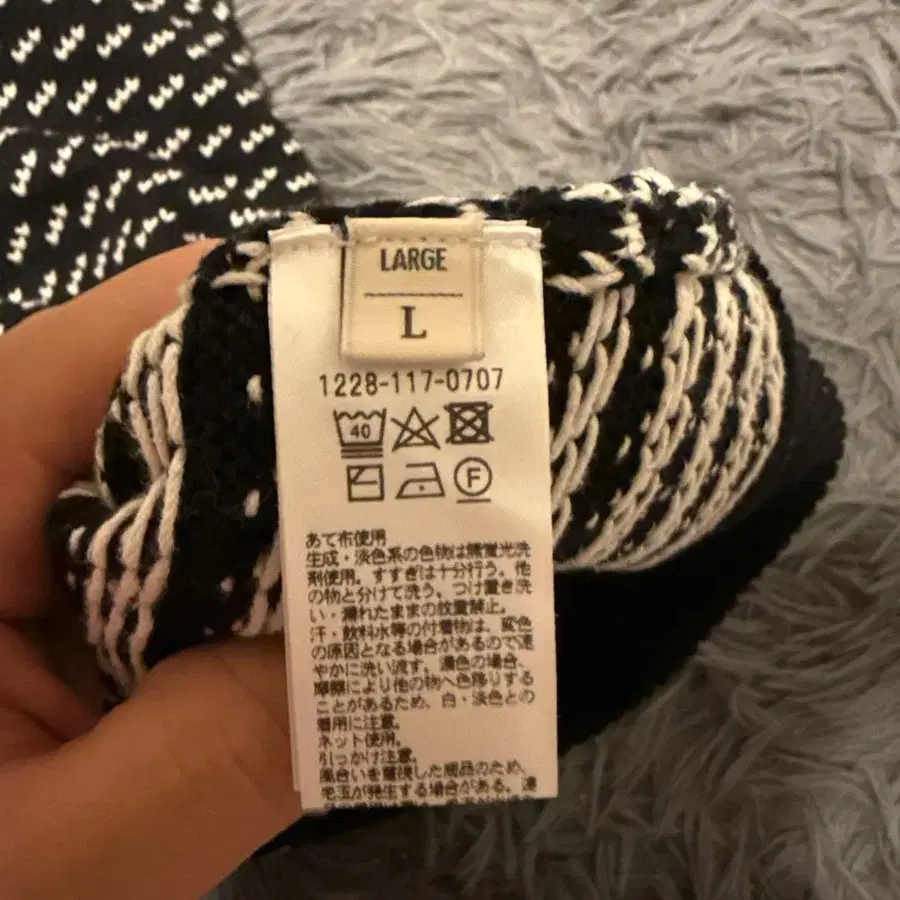 LARGE
L
1228-117-0707
40
F
あて布使用
生成・淡色系の色物は無蛍光洗
剤使用。すすぎは十分行う。他
の物と分けて洗う。つけ置き洗
い・濡れたままの放置禁止。
汗・飲料水等の付着物は、変色
の原因となる場合があるので速
やかに洗い流す。濃色の場合、
摩擦により他の物へ色移りする
ことがあるため、白・淡色との
着用に注意。
ネット使用。
引っかけ注意。
風合いを重視した成品のため、
毛玉が発生する場合がある。濃